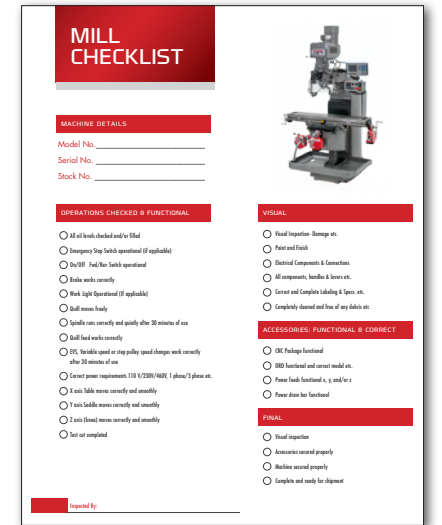 MILL
CHECKLIST
MACHINE DETAILS
Model No.
Serial No.
Stock No.
OPERATIONS CHECKED & FUNCTIONAL
All oil levels checked and/or filled
Emergency Stop Switch operational (if applicable)
On/Off Fwd/Rev Switch operational
Brake works correctly
Work Light Operational (if applicable)
Quill moves freely
Spindle runs correctly and quietly after 30 minutes of use
Quill feed works correctly
EVS, Variable speed or step pulley speed changes work correctly
after 30 minutes of use
Correct power requirements 110 V/230V/460V, 1 phase/3 phase etc.
X axis Table moves correctly and smoothly
Y axis Saddle moves correctly and smoothly
Z axis (knee) moves correctly and smoothly
Test cut completed
VISUAL
Visual Inspection- Damage etc.
Paint and Finish
Electrical Components & Connections
All components, handles & levers etc.
Correct and Complete Labeling & Specs. etc.
Completely cleaned and free of any debris etc
ACCESSORIES: FUNCTIONAL & CORRECT
CNC Package functional
DRO functional and correct model etc.
Power feeds functional x, y, and/or z
Power draw bar functional
FINAL
Visual inspection
Accessories secured properly
Machine secured properly
Complete and ready for shipment
Inspected By: